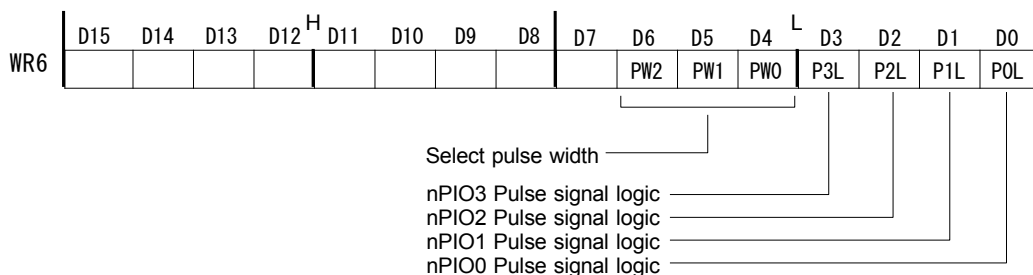 H L
D15 D14 D13 D12 D11 D10 D9 D8 D7 D6 D5 D4 D3 D2 D1 D0
WR6 PW2 PW1 PW0 P3L P2L P1L P0L
Select pulse width
nPIO3 Pulse signal logic
nPIO2 Pulse signal logic
nPIO1 Pulse signal logic
nPIO0 Pulse signal logic